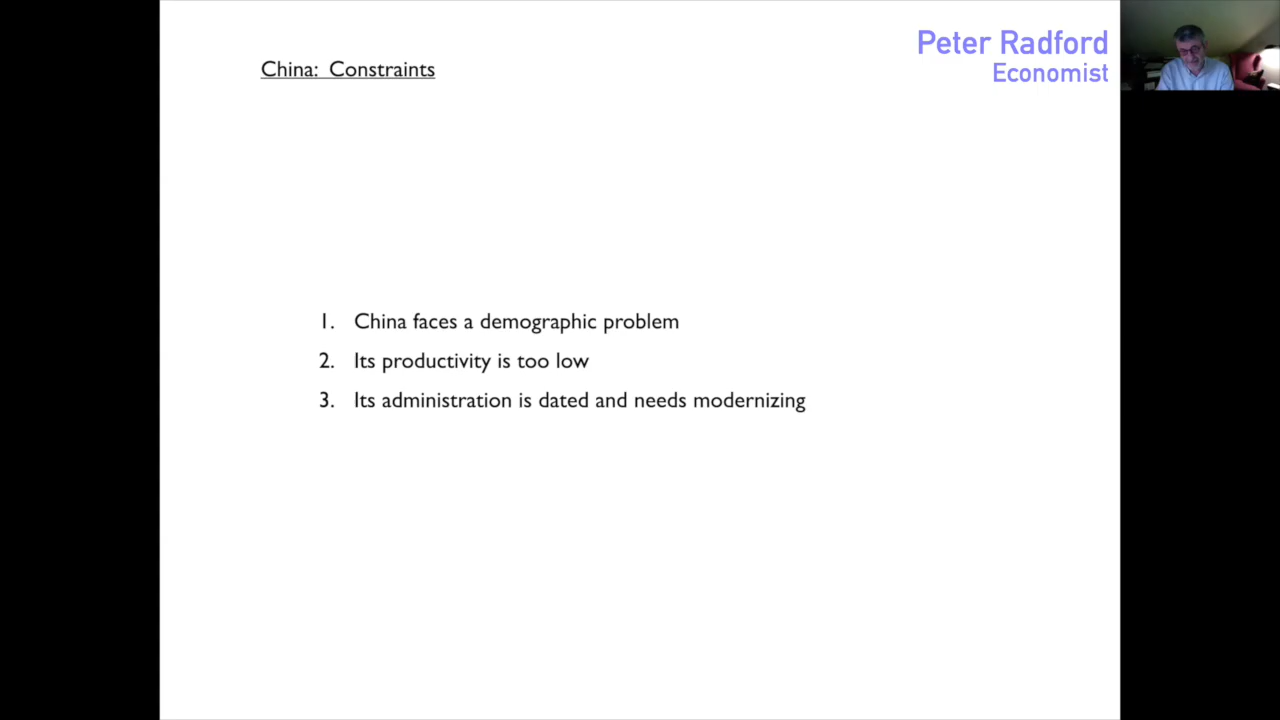 Peter Radford
Economist
China: Constraints
1. China faces a demographic problem
2. Its productivity is too low
3. Its administration is dated and needs modernizing